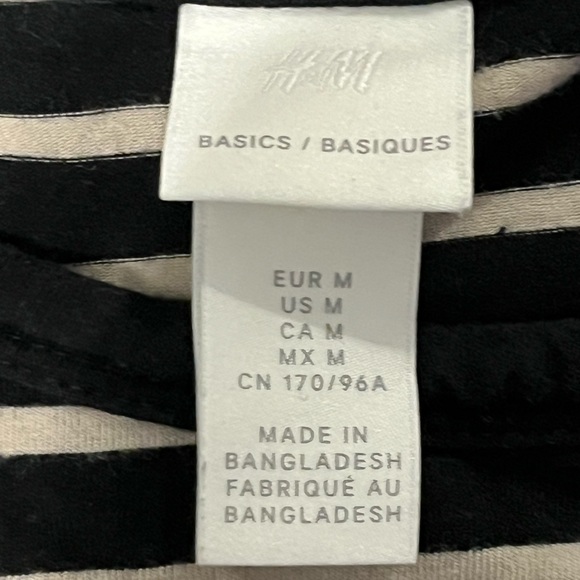 H&M
BASICS / BASIQUES
EUR M
US M
CA M
MX M
CN 170/96A
MADE IN
BANGLADESH
FABRIQUÉ AU
BANGLADESH